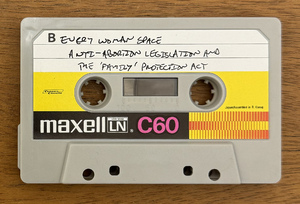 B EVERY WOMAN SPACE
ANTI-ABORTION LEGISLATION AND
THE 'FAMILY' PROTECTION ACT
maxell LN C60